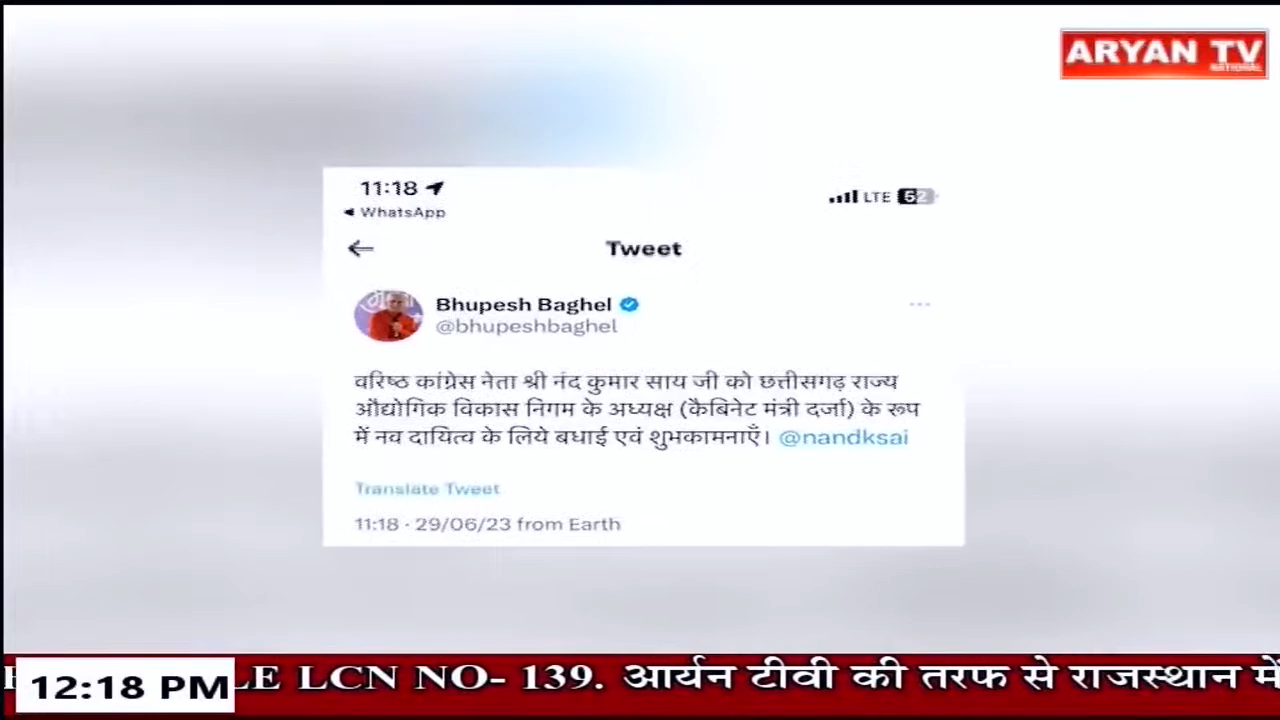 ARYAN TV
NATIONAL
11:18
LTE 52
◄ WhatsApp
← Tweet
Bhupesh Baghel
@bhupeshbaghel
वरिष्ठ कांग्रेस नेता श्री नंद कुमार साय जी को छत्तीसगढ़ राज्य
औद्योगिक विकास निगम के अध्यक्ष (कैबिनेट मंत्री दर्जा) के रूप
में नव दायित्व के लिये बधाई एवं शुभकामनाएँ। @nandksai
Translate Tweet
11:18 · 29/06/23 from Earth
12:18 PM
LE LCN NO- 139. आर्यन टीवी की तरफ से राजस्थान में